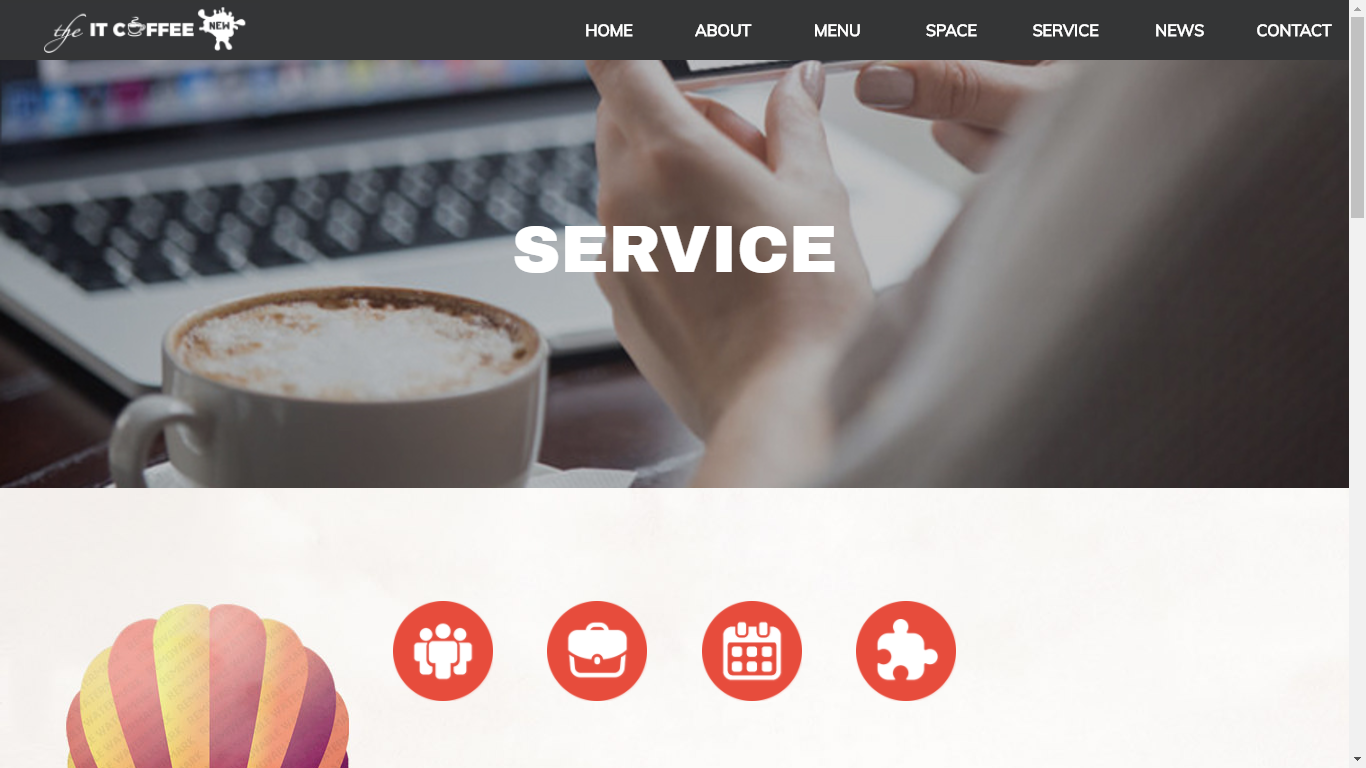 the IT COFFEE NEW
HOME ABOUT MENU SPACE SERVICE NEWS CONTACT
SERVICE